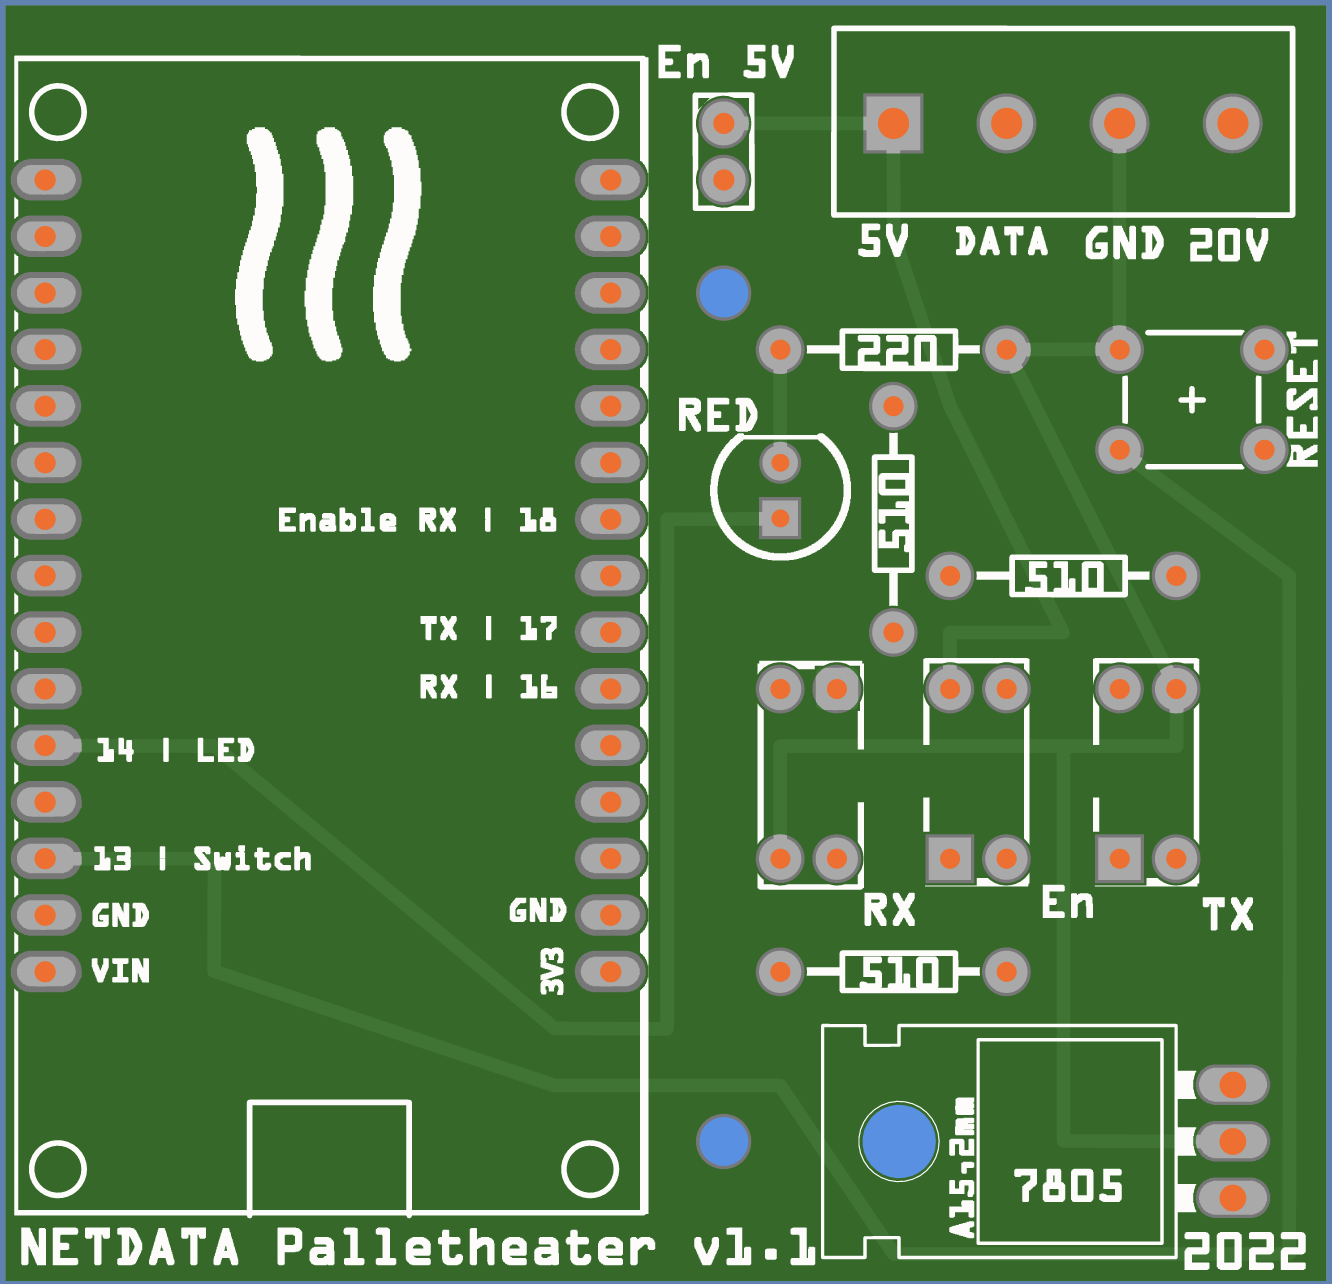 En 5V
5V DATA GND 20V
220
RESET
RED
510
Enable RX | 18
510
TX | 17
RX | 16
14 | LED
13 | Switch
GND
GND
VIN
3V3
RX
En
TX
510
A15,2mm
7805
NETDATA Palletheater v1.1
2022